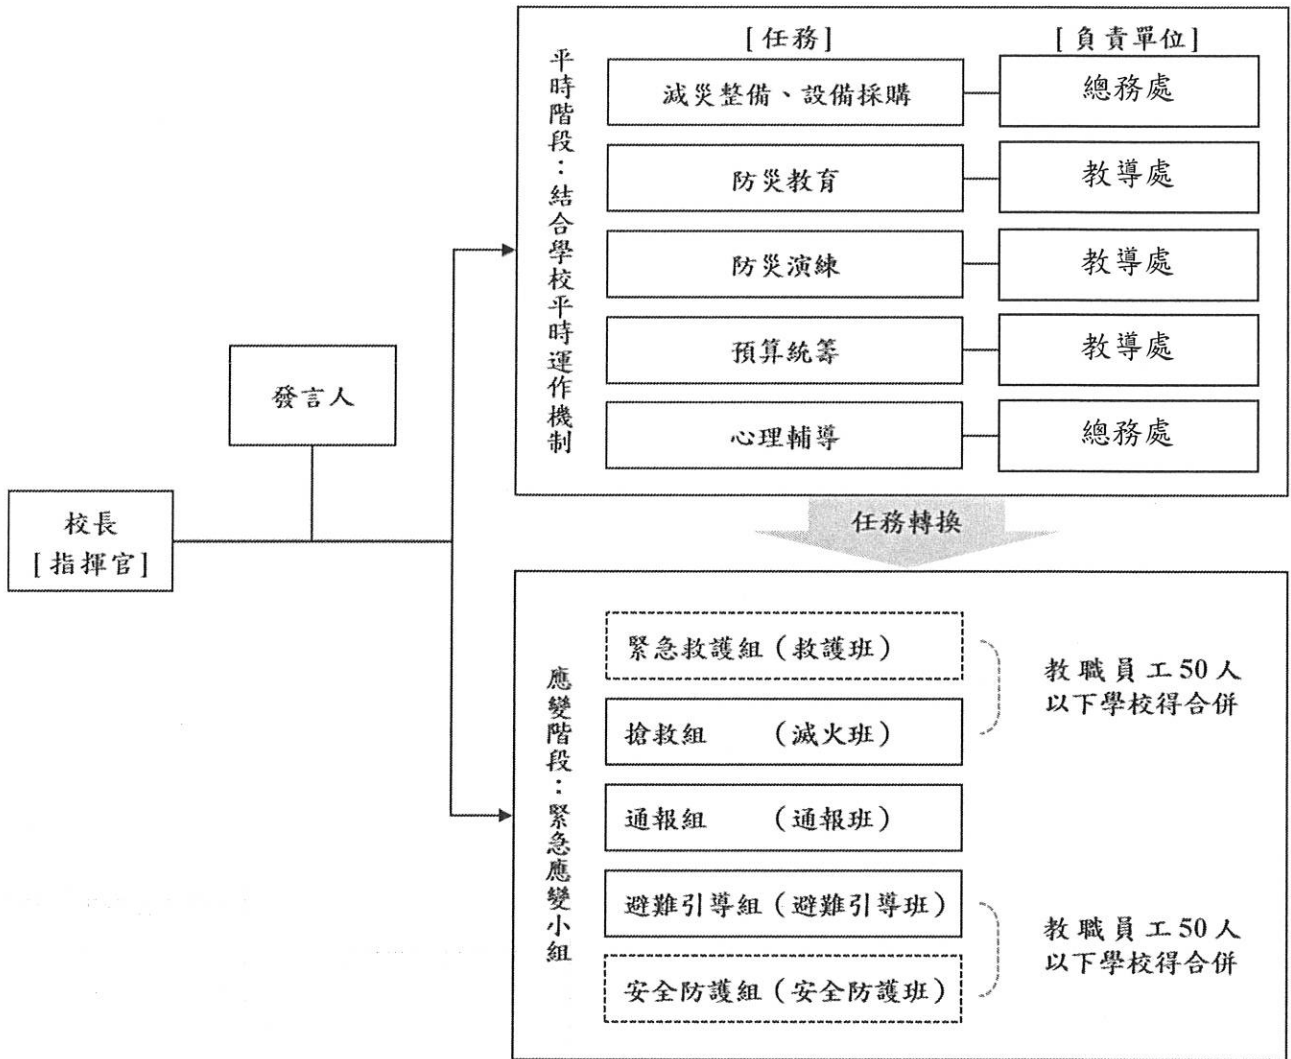 校長
[指揮官]
發言人
平時階段：結合學校平時運作機制
[任務]
[負責單位]
減災整備、設備採購
總務處
防災教育
教導處
防災演練
教導處
預算統籌
教導處
心理輔導
總務處
任務轉換
應變階段：緊急應變小組
緊急救護組（救護班）
搶救組　　（滅火班）
通報組　　（通報班）
避難引導組（避難引導班）
安全防護組（安全防護班）
教職員工50人
以下學校得合併
教職員工50人
以下學校得合併